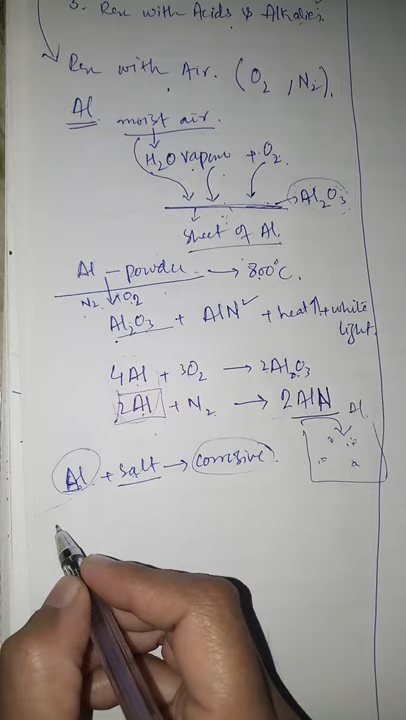 3. Rxn with Acids & Alkalies.
Rxn with Air. (O₂, N₂).
Al moist air.
H₂O vapour + O₂
Al₂O₃
sheet of Al
Al - powder → 800°C.
N₂ ↓ O₂
Al₂O₃ + AlN ✓ + heat↑ + white light
4Al + 3O₂ → 2Al₂O₃
2Al + N₂ → 2AlN
Al
Al + salt → corrosive.